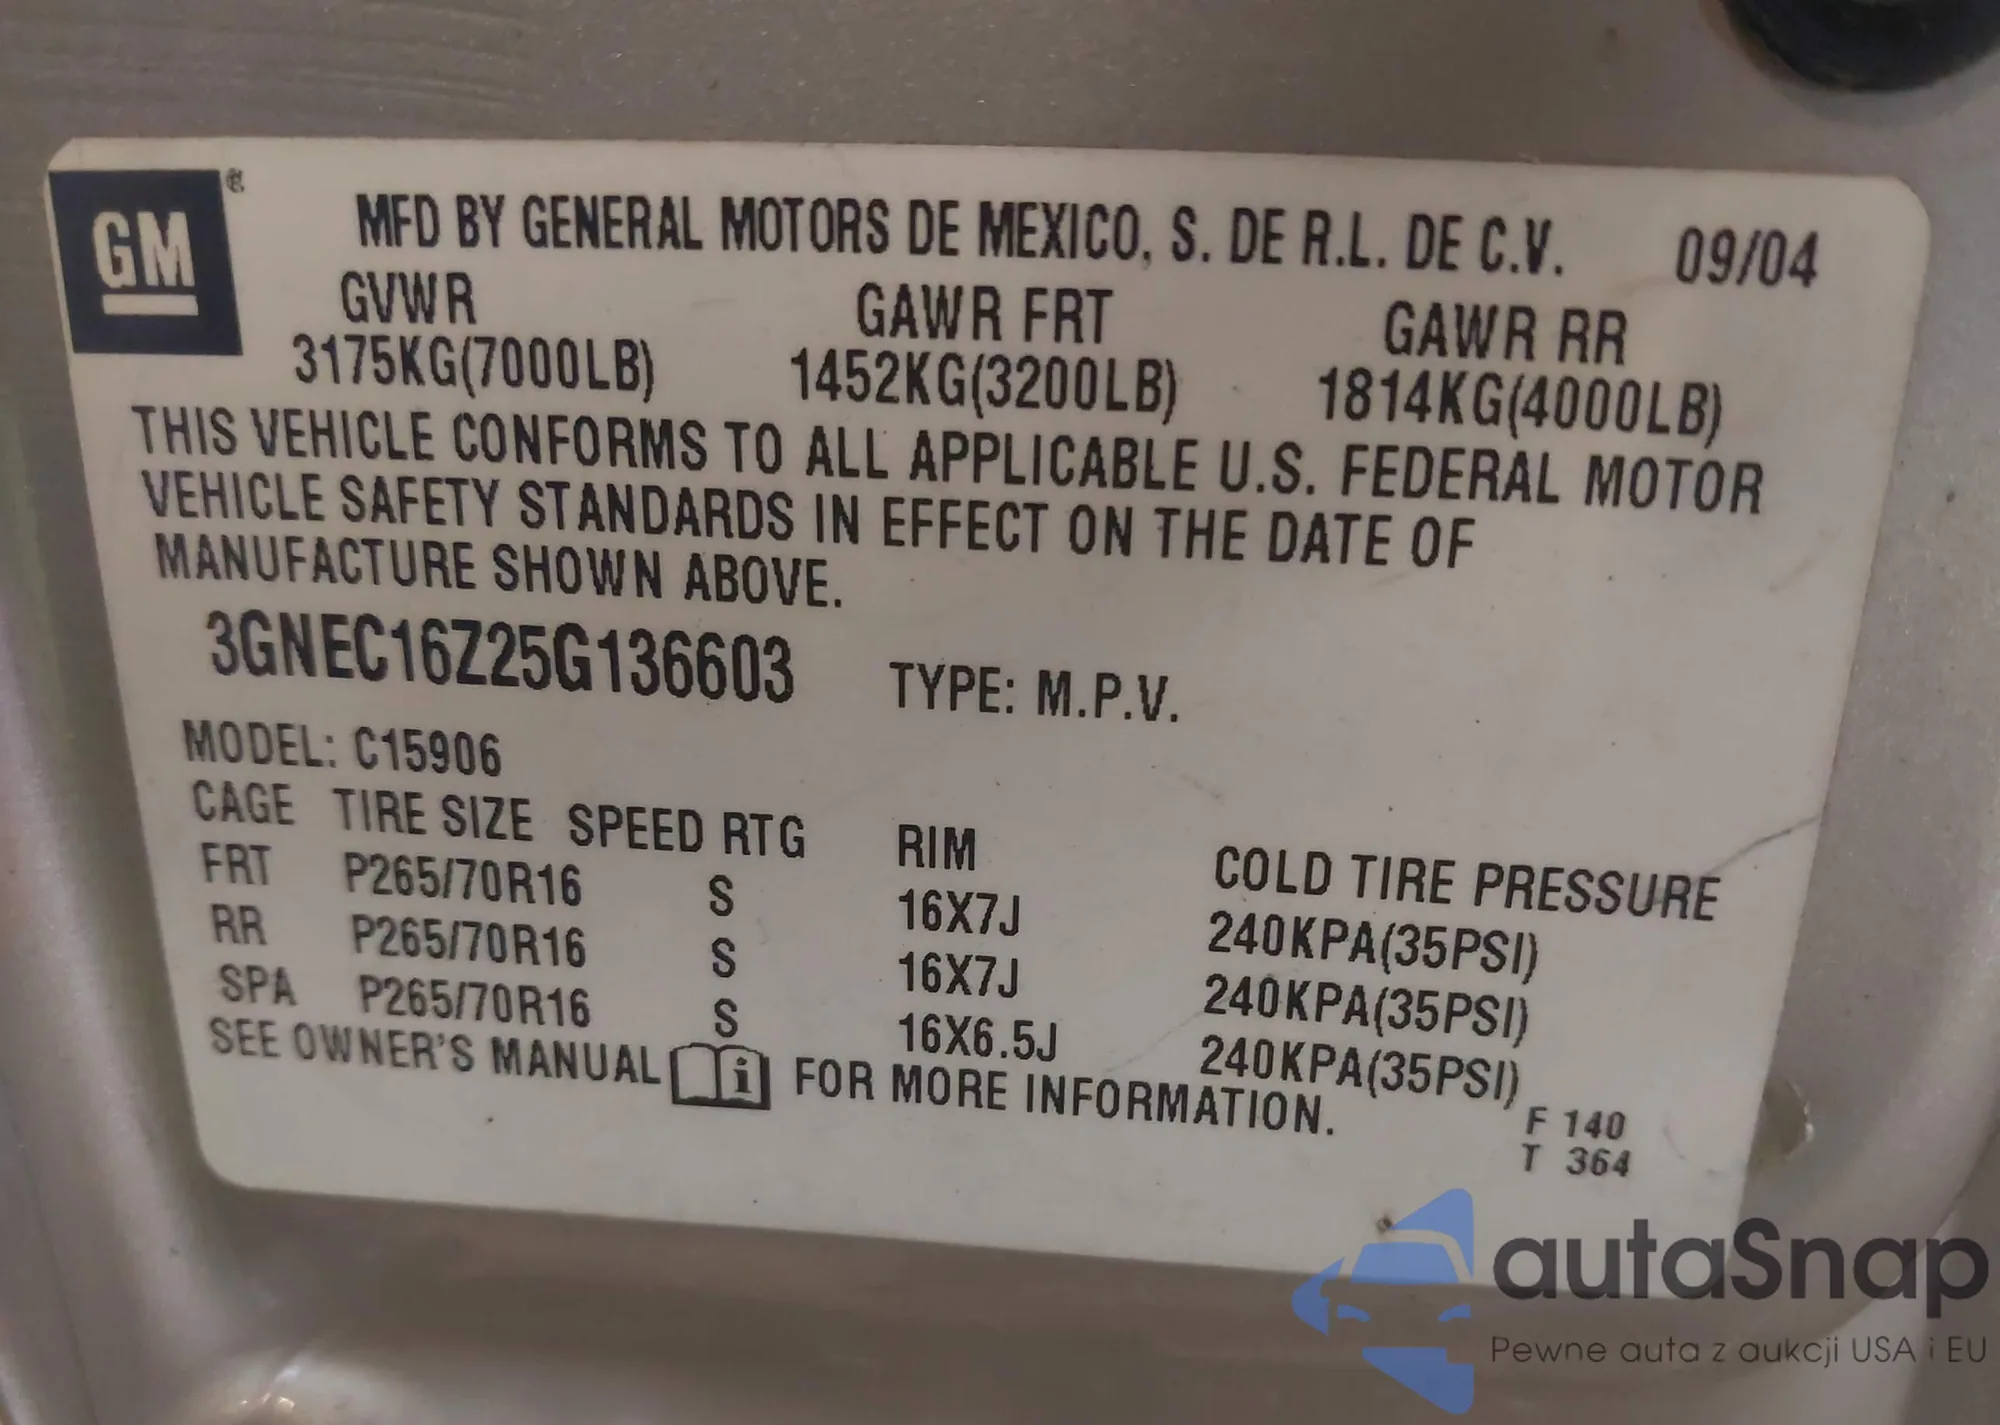 GM
MFD BY GENERAL MOTORS DE MEXICO, S. DE R.L. DE C.V. 09/04
GVWR GAWR FRT GAWR RR
3175KG(7000LB) 1452KG(3200LB) 1814KG(4000LB)
THIS VEHICLE CONFORMS TO ALL APPLICABLE U.S. FEDERAL MOTOR
VEHICLE SAFETY STANDARDS IN EFFECT ON THE DATE OF
MANUFACTURE SHOWN ABOVE.
3GNEC16Z25G136603 TYPE: M.P.V.
MODEL: C15906
CAGE TIRE SIZE SPEED RTG RIM COLD TIRE PRESSURE
FRT P265/70R16 S 16X7J 240KPA(35PSI)
RR P265/70R16 S 16X7J 240KPA(35PSI)
SPA P265/70R16 S 16X6.5J 240KPA(35PSI)
SEE OWNER'S MANUAL i FOR MORE INFORMATION.
F 140
T 364
autaSnap
Pewne auta z aukcji USA i EU